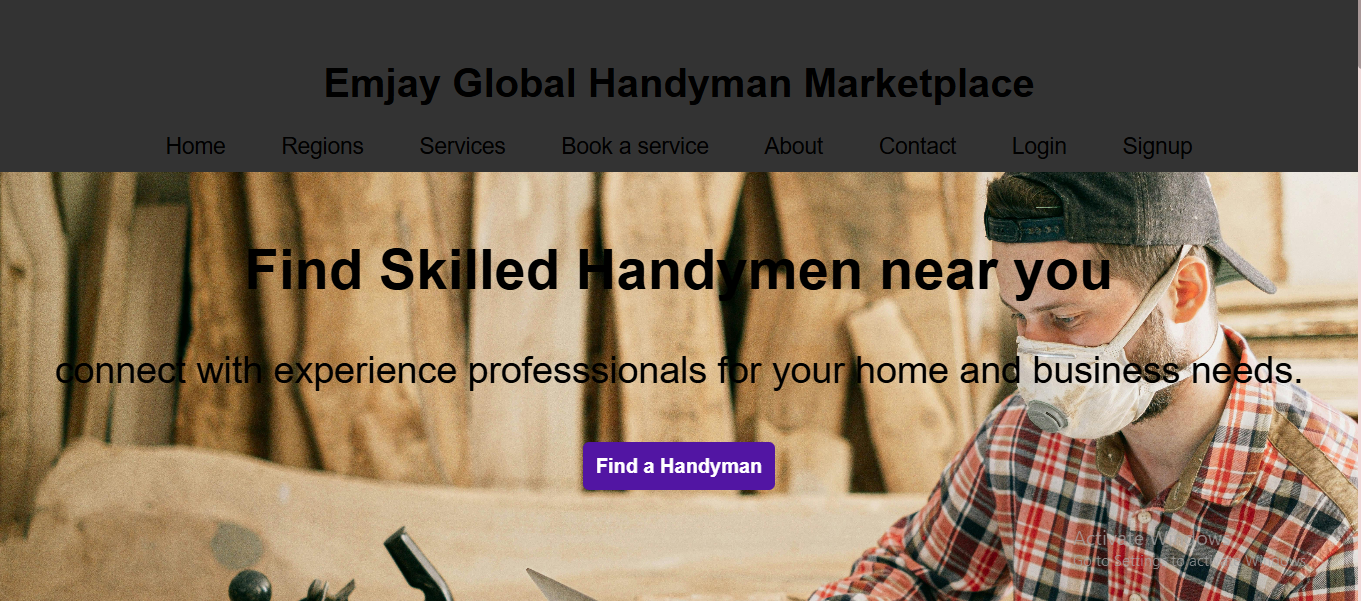 Emjay Global Handyman Marketplace
Home Regions Services Book a service About Contact Login Signup
Find Skilled Handymen near you
connect with experience professsionals for your home and business needs.
Find a Handyman
Activate Windows
Go to Settings to activate Windows.